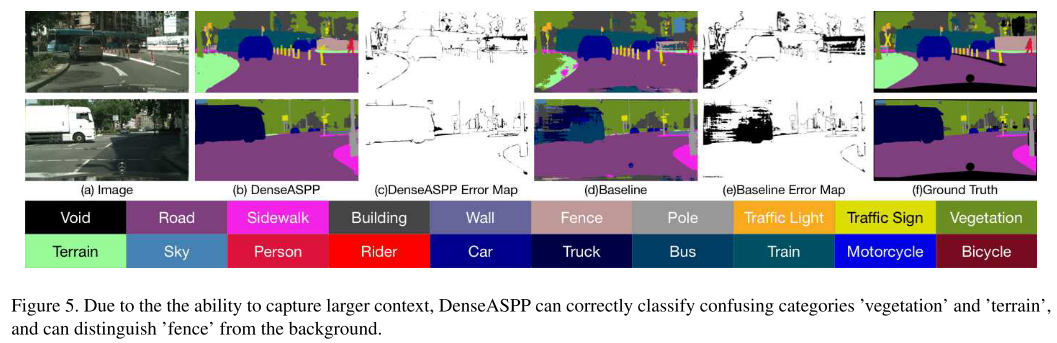 (a) Image (b) DenseASPP (c)DenseASPP Error Map (d)Baseline (e)Baseline Error Map (f)Ground Truth
Void Road Sidewalk Building Wall Fence Pole Traffic Light Traffic Sign Vegetation
Terrain Sky Person Rider Car Truck Bus Train Motorcycle Bicycle
Figure 5. Due to the the ability to capture larger context, DenseASPP can correctly classify confusing categories ’vegetation’ and ’terrain’,
and can distinguish ’fence’ from the background.